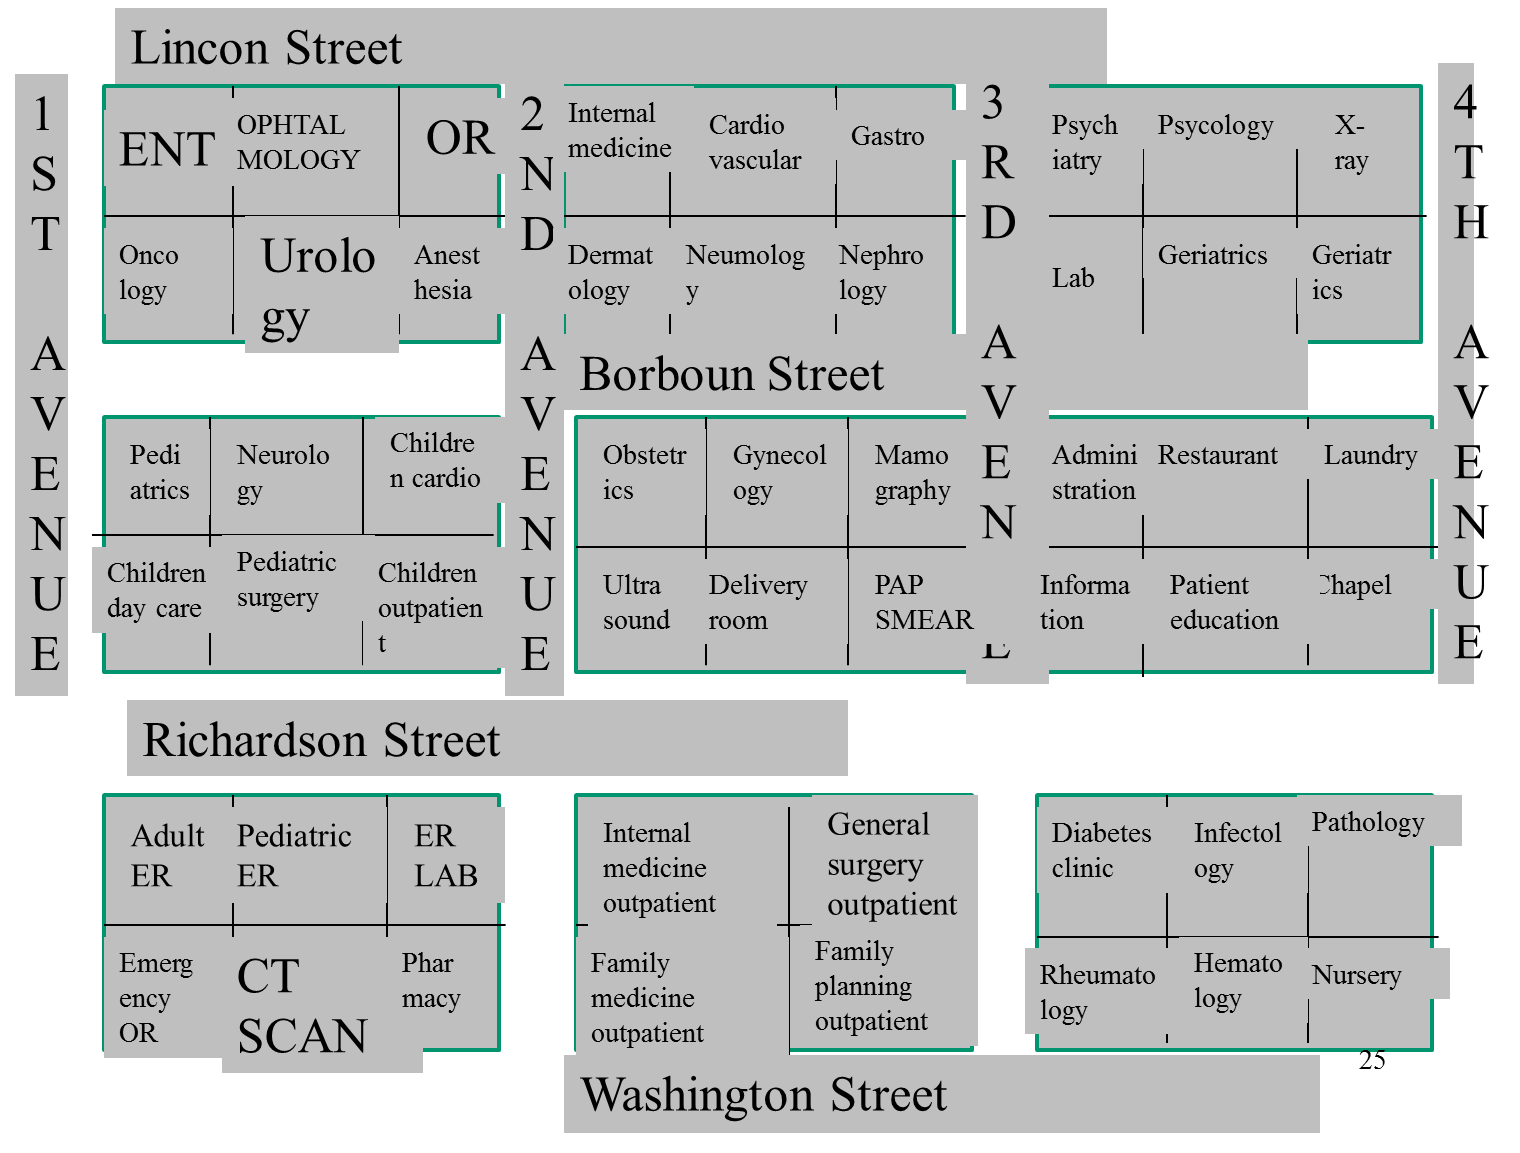 Lincon Street
1
S
T
A
V
E
N
U
E
ENT
OPHTAL
MOLOGY
OR
Onco
logy
Urolo
gy
Anest
hesia
2
N
D
A
V
E
N
U
E
Internal
medicine
Cardio
vascular
Gastro
Dermat
ology
Neumolog
y
Nephro
logy
3
R
D
A
V
E
N
E
Psych
iatry
Psycology
X-
ray
Lab
Geriatrics
Geriatr
ics
4
T
H
A
V
E
N
U
E
Borboun Street
Pedi
atrics
Neurolo
gy
Childre
n cardio
Children
day care
Pediatric
surgery
Children
outpatien
t
Obstetr
ics
Gynecol
ogy
Mamo
graphy
Ultra
sound
Delivery
room
PAP
SMEAR
Admini
stration
Restaurant
Laundry
Informa
tion
Patient
education
Chapel
Richardson Street
Adult
ER
Pediatric
ER
ER
LAB
Emerg
ency
OR
CT
SCAN
Phar
macy
Internal
medicine
outpatient
General
surgery
outpatient
Family
medicine
outpatient
Family
planning
outpatient
Diabetes
clinic
Infectol
ogy
Pathology
Rheumato
logy
Hemato
logy
Nursery
25
Washington Street